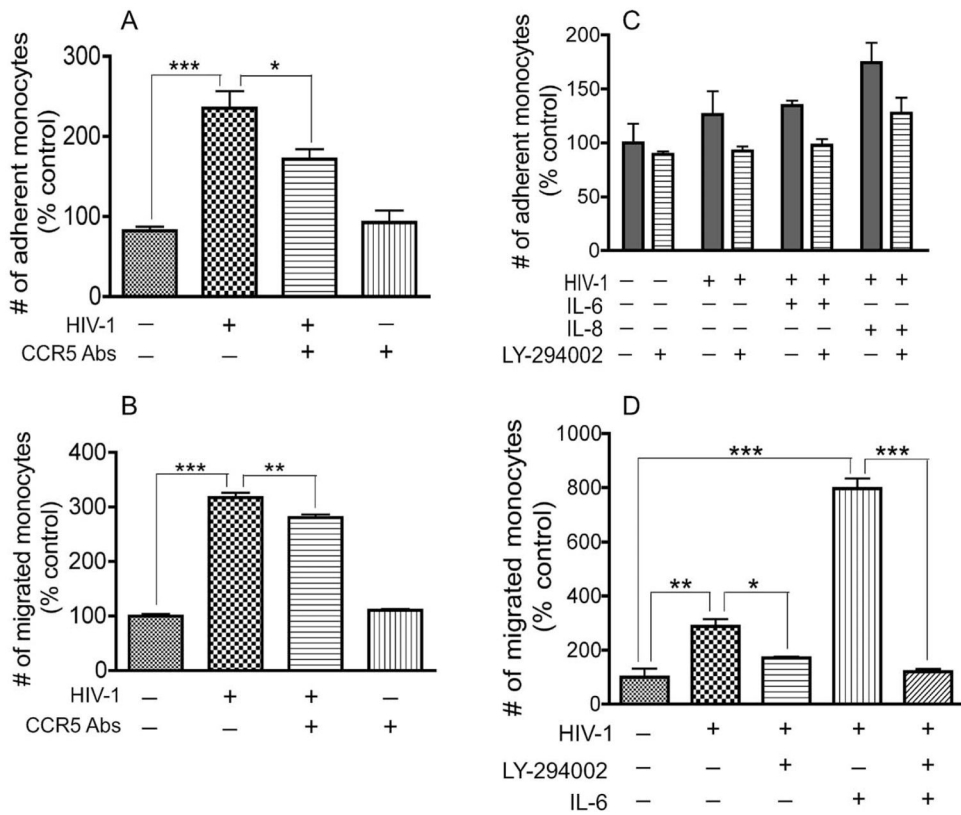 A
# of adherent monocytes
(% control)
300
200
100
0
***
*
HIV-1 – + + –
CCR5 Abs – – + +
B
# of migrated monocytes
(% control)
400
300
200
100
0
***
**
HIV-1 – + + –
CCR5 Abs – – + +
C
# of adherent monocytes
(% control)
200
150
100
50
0
HIV-1 – – + + + + + +
IL-6 – – – – + + – –
IL-8 – – – – – – + +
LY-294002 – + – + – + – +
D
# of migrated monocytes
(% control)
1000
800
600
400
200
0
***
***
**
*
HIV-1 – + + + +
LY-294002 – – + – +
IL-6 – – – + +